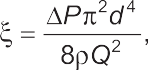 ξ = ΔPπ²d⁴ / 8ρQ² ,